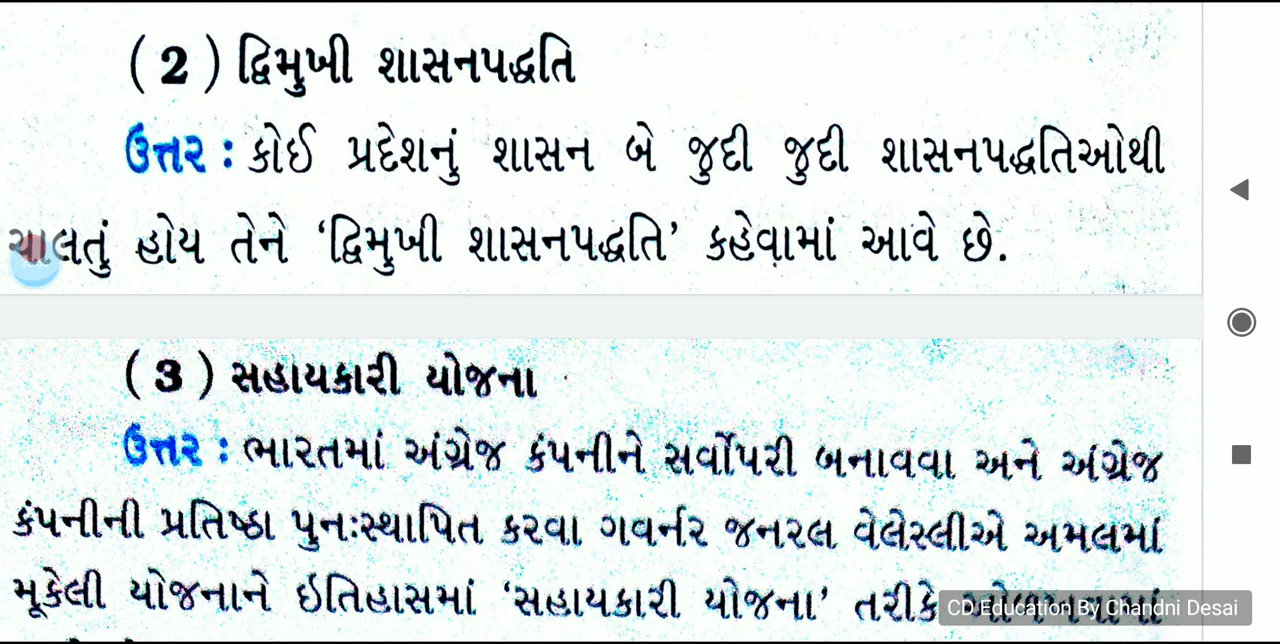 (2) દ્વિમુખી શાસનપદ્ધતિ
ઉત્તર : કોઈ પ્રદેશનું શાસન બે જુદી જુદી શાસનપદ્ધતિઓથી
ચાલતું હોય તેને ‘દ્વિમુખી શાસનપદ્ધતિ’ કહેવામાં આવે છે.
(3) સહાયકારી યોજના
ઉત્તર : ભારતમાં અંગ્રેજ કંપનીને સર્વોપરી બનાવવા અને અંગ્રેજ
કંપનીની પ્રતિષ્ઠા પુનઃસ્થાપિત કરવા ગવર્નર જનરલ વેલેસ્લીએ અમલમાં
મૂકેલી યોજનાને ઇતિહાસમાં ‘સહાયકારી યોજના’ તરીકે
CD Education By Chandni Desai